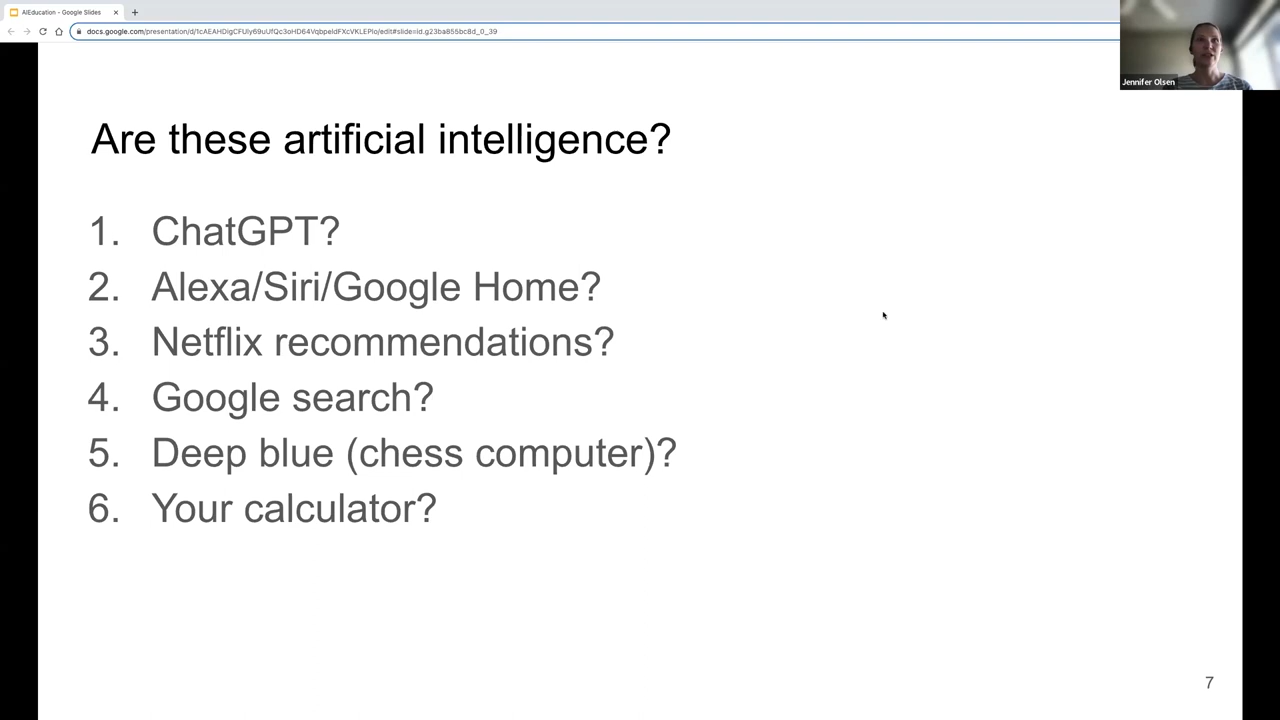 AIEducation - Google Slides
docs.google.com/presentation/d/1cAEAHDigCFUly69uUfQc3oHD64VqbpeldFXcVKLEPlo/edit#slide=id.g23ba855bc8d_0_39
Jennifer Olsen
Are these artificial intelligence?
1. ChatGPT?
2. Alexa/Siri/Google Home?
3. Netflix recommendations?
4. Google search?
5. Deep blue (chess computer)?
6. Your calculator?
7